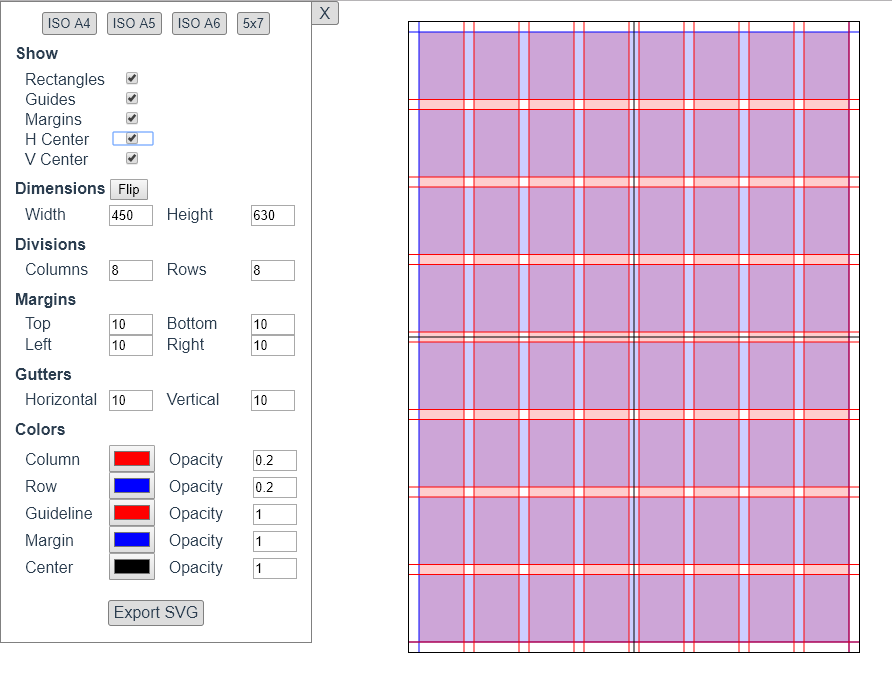 ISO A4 ISO A5 ISO A6 5x7 X
Show
Rectangles
Guides
Margins
H Center
V Center
Dimensions Flip
Width 450 Height 630
Divisions
Columns 8 Rows 8
Margins
Top 10 Bottom 10
Left 10 Right 10
Gutters
Horizontal 10 Vertical 10
Colors
Column Opacity 0.2
Row Opacity 0.2
Guideline Opacity 1
Margin Opacity 1
Center Opacity 1
Export SVG